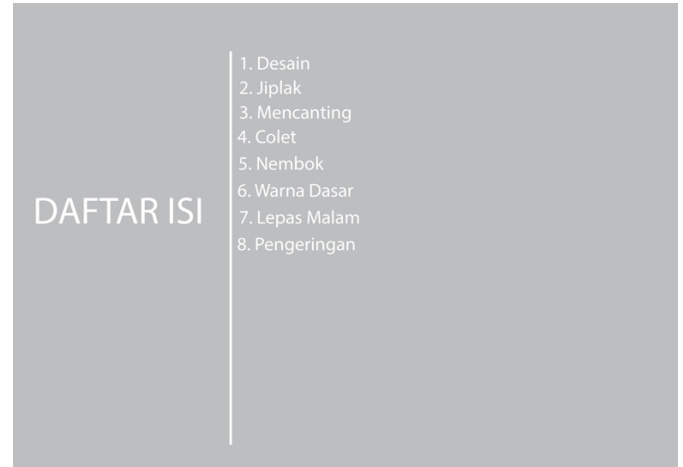 DAFTAR ISI
1. Desain
2. Jiplak
3. Mencanting
4. Colet
5. Nembok
6. Warna Dasar
7. Lepas Malam
8. Pengeringan